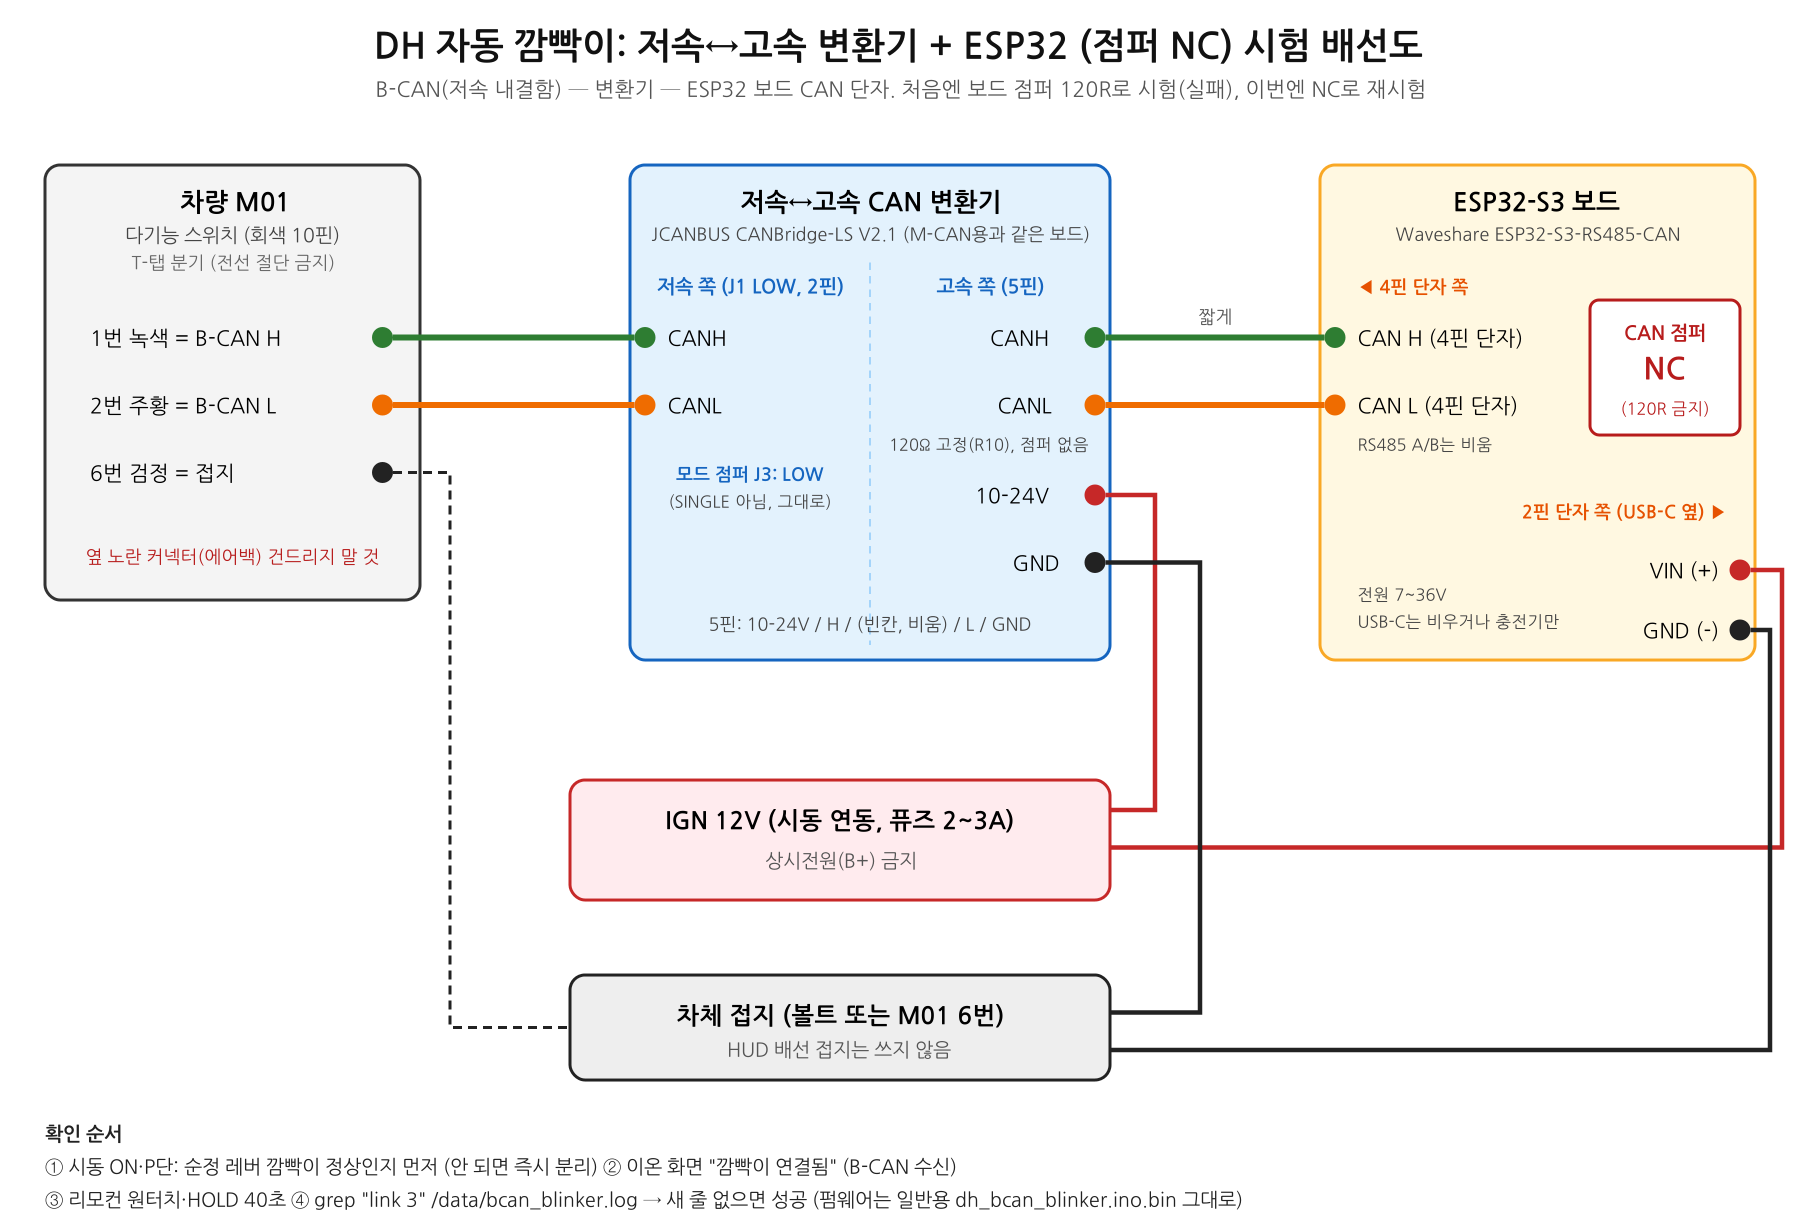 DH 자동 깜빡이: 저속↔고속 변환기 + ESP32 (점퍼 NC) 시험 배선도
B-CAN(저속 내결함) — 변환기 — ESP32 보드 CAN 단자. 처음엔 보드 점퍼 120R로 시험(실패), 이번엔 NC로 재시험
차량 M01
다기능 스위치 (회색 10핀)
T-탭 분기 (전선 절단 금지)
1번 녹색 = B-CAN H
2번 주황 = B-CAN L
6번 검정 = 접지
옆 노란 커넥터(에어백) 건드리지 말 것
저속↔고속 CAN 변환기
JCANBUS CANBridge-LS V2.1 (M-CAN용과 같은 보드)
저속 쪽 (J1 LOW, 2핀)
고속 쪽 (5핀)
CANH
CANH
CANL
CANL
120Ω 고정(R10), 점퍼 없음
모드 점퍼 J3: LOW
(SINGLE 아님, 그대로)
10-24V
GND
5핀: 10-24V / H / (빈칸, 비움) / L / GND
짧게
ESP32-S3 보드
Waveshare ESP32-S3-RS485-CAN
◀ 4핀 단자 쪽
CAN H (4핀 단자)
CAN L (4핀 단자)
RS485 A/B는 비움
CAN 점퍼
NC
(120R 금지)
2핀 단자 쪽 (USB-C 옆) ▶
VIN (+)
전원 7~36V
USB-C는 비우거나 충전기만
GND (-)
IGN 12V (시동 연동, 퓨즈 2~3A)
상시전원(B+) 금지
차체 접지 (볼트 또는 M01 6번)
HUD 배선 접지는 쓰지 않음
확인 순서
① 시동 ON·P단: 순정 레버 깜빡이 정상인지 먼저 (안 되면 즉시 분리) ② 이온 화면 "깜빡이 연결됨" (B-CAN 수신)
③ 리모컨 원터치·HOLD 40초 ④ grep "link 3" /data/bcan_blinker.log → 새 줄 없으면 성공 (펌웨어는 일반용 dh_bcan_blinker.ino.bin 그대로)